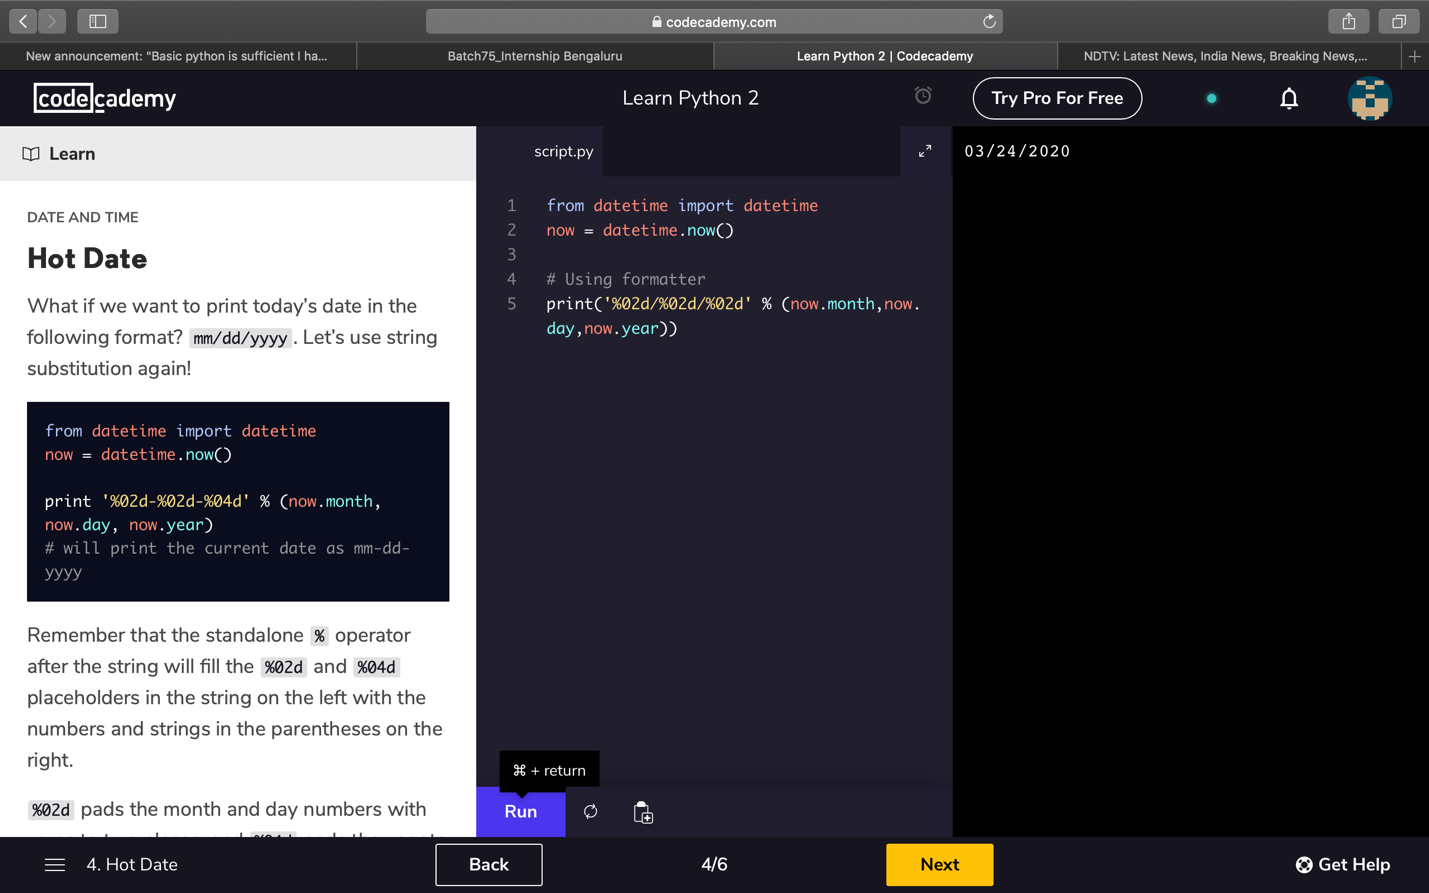 codecademy.com
New announcement: "Basic python is sufficient I ha...
Batch75_Internship Bengaluru
Learn Python 2 | Codecademy
NDTV: Latest News, India News, Breaking News,...
codecademy
Learn Python 2
Try Pro For Free
Learn
DATE AND TIME
Hot Date
What if we want to print today’s date in the
following format? mm/dd/yyyy . Let’s use string
substitution again!
from datetime import datetime
now = datetime.now()
print '%02d-%02d-%04d' % (now.month,
now.day, now.year)
# will print the current date as mm-dd-
yyyy
Remember that the standalone % operator
after the string will fill the %02d and %04d
placeholders in the string on the left with the
numbers and strings in the parentheses on the
right.
%02d pads the month and day numbers with
script.py
1 from datetime import datetime
2 now = datetime.now()
3
4 # Using formatter
5 print('%02d/%02d/%02d' % (now.month,now.
day,now.year))
03/24/2020
⌘ + return
Run
4. Hot Date
Back
4/6
Next
Get Help